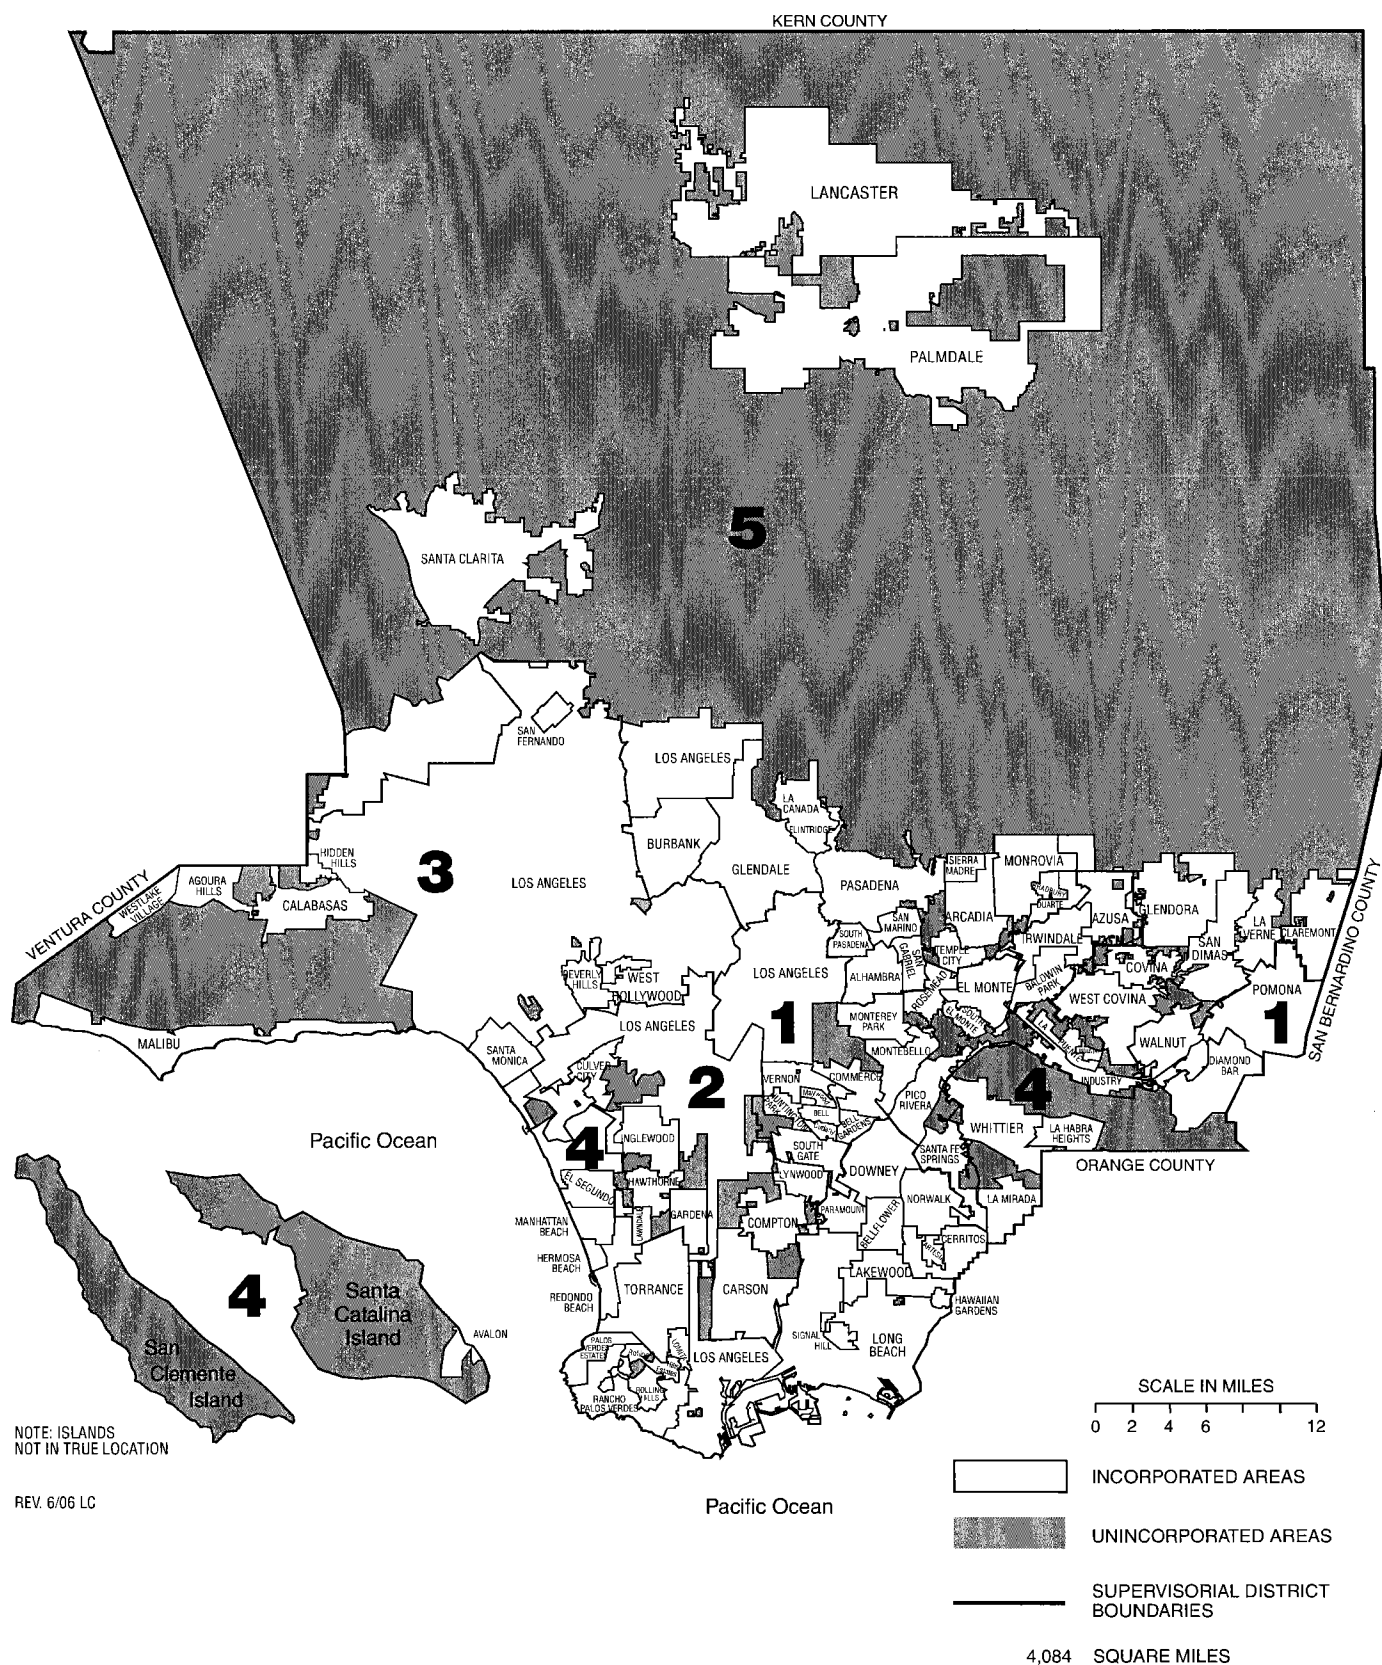 KERN COUNTY
LANCASTER
PALMDALE
5
SANTA CLARITA
SAN
FERNANDO
LOS ANGELES
LA
CANADA
FLINTRIDGE
BURBANK
GLENDALE
HIDDEN
HILLS
3
LOS ANGELES
PASADENA
SIERRA
MADRE
MONROVIA
BRADBURY
DUARTE
VENTURA COUNTY
WESTLAKE
VILLAGE
AGOURA
HILLS
CALABASAS
SAN
MARINO
ARCADIA
AZUSA
GLENDORA
LA
VERNE
CLAREMONT
SAN BERNARDINO COUNTY
SOUTH
PASADENA
IRWINDALE
SAN
DIMAS
TEMPLE
CITY
SAN
GABRIEL
BEVERLY
HILLS
WEST
HOLLYWOOD
LOS ANGELES
ALHAMBRA
ROSEMEAD
EL MONTE
BALDWIN
PARK
COVINA
WEST COVINA
POMONA
LOS ANGELES
1
MONTEREY
PARK
SOUTH
EL MONTE
LA
PUENTE
1
MALIBU
SANTA
MONICA
MONTEBELLO
WALNUT
DIAMOND
BAR
CULVER
CITY
2
VERNON
COMMERCE
PICO
RIVERA
4
INDUSTRY
HUNTINGTON
PARK
MAYWOOD
BELL
CUDAHY
BELL
GARDENS
Pacific Ocean
4
INGLEWOOD
SOUTH
GATE
WHITTIER
LA HABRA
HEIGHTS
SANTA FE
SPRINGS
ORANGE COUNTY
EL SEGUNDO
HAWTHORNE
LYNWOOD
DOWNEY
NORWALK
LA MIRADA
MANHATTAN
BEACH
LAWNDALE
GARDENA
COMPTON
PARAMOUNT
BELLFLOWER
CERRITOS
ARTESIA
HERMOSA
BEACH
LAKEWOOD
4
Santa
Catalina
Island
REDONDO
BEACH
TORRANCE
CARSON
HAWAIIAN
GARDENS
AVALON
SIGNAL
HILL
LONG
BEACH
San
Clemente
Island
PALOS
VERDES
ESTATES
LOMITA
LOS ANGELES
ROLLING
HILLS
RANCHO
PALOS VERDES
SCALE IN MILES
0 2 4 6 12
NOTE: ISLANDS
NOT IN TRUE LOCATION
INCORPORATED AREAS
REV. 6/06 LC
Pacific Ocean
UNINCORPORATED AREAS
SUPERVISORIAL DISTRICT
BOUNDARIES
4,084 SQUARE MILES